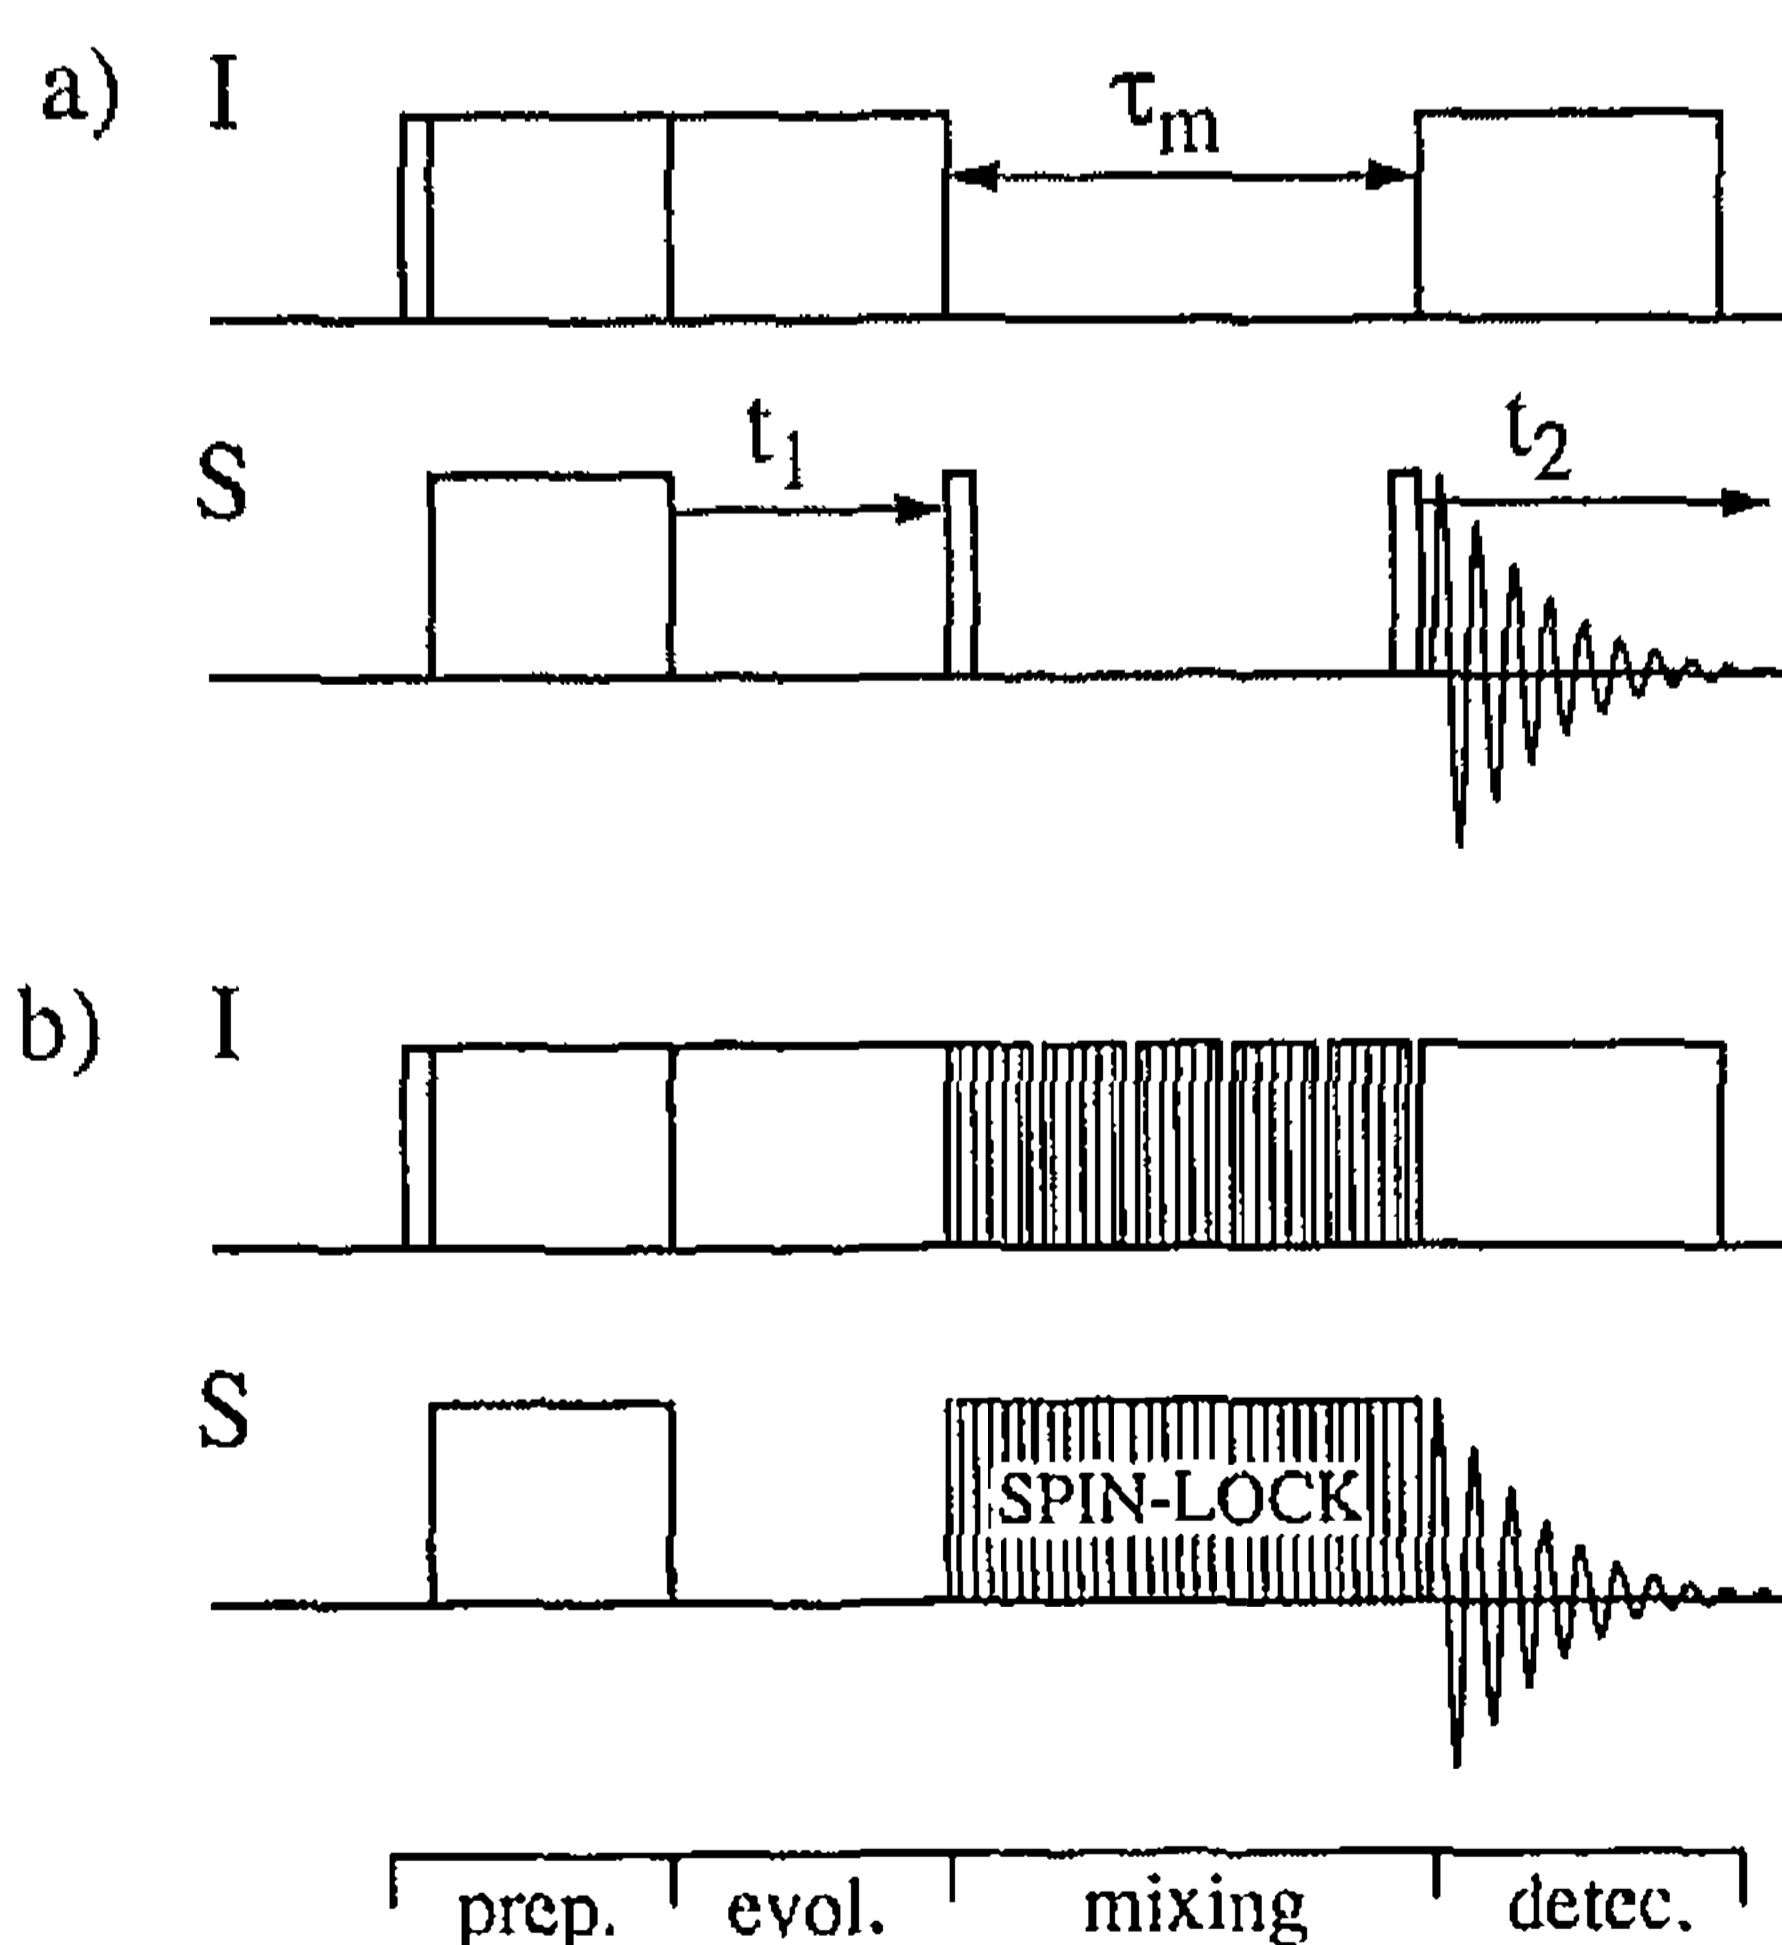 a) I
τm
S
t1
t2
b) I
S
SPIN-LOCK
prep. evol. mixing detec.